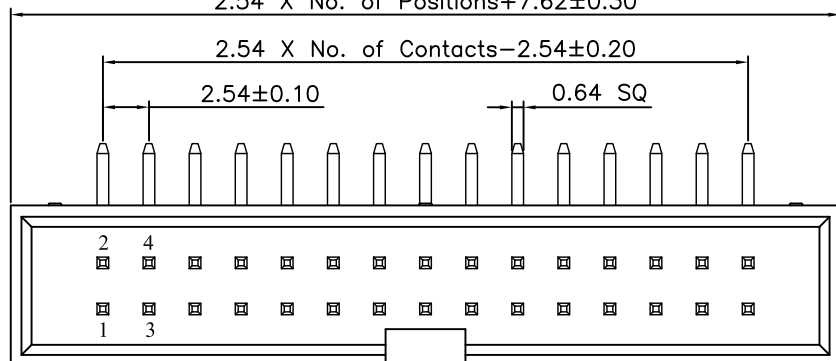 2.54 X No. of Positions+7.62±0.30
2.54 X No. of Contacts−2.54±0.20
2.54±0.10 0.64 SQ
2 4
1 3